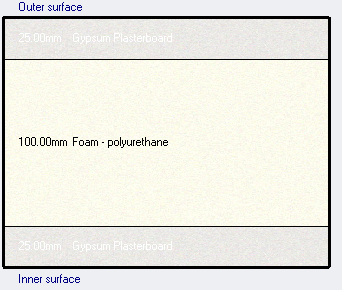 Outer surface
25.00mm Gypsum Plasterboard
100.00mm Foam - polyurethane
25.00mm Gypsum Plasterboard
Inner surface